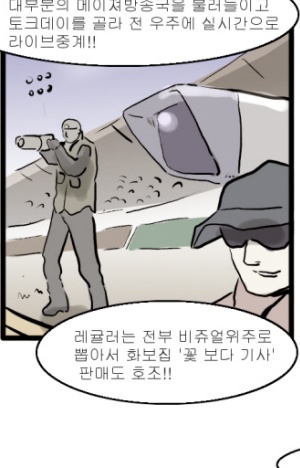 대부분의 메이져방송국을 불러들이고
토크데이를 골라 전 우주에 실시간으로
라이브중계!!
레귤러는 전부 비쥬얼위주로
뽑아서 화보집 '꽃 보다 기사'
판매도 호조!!